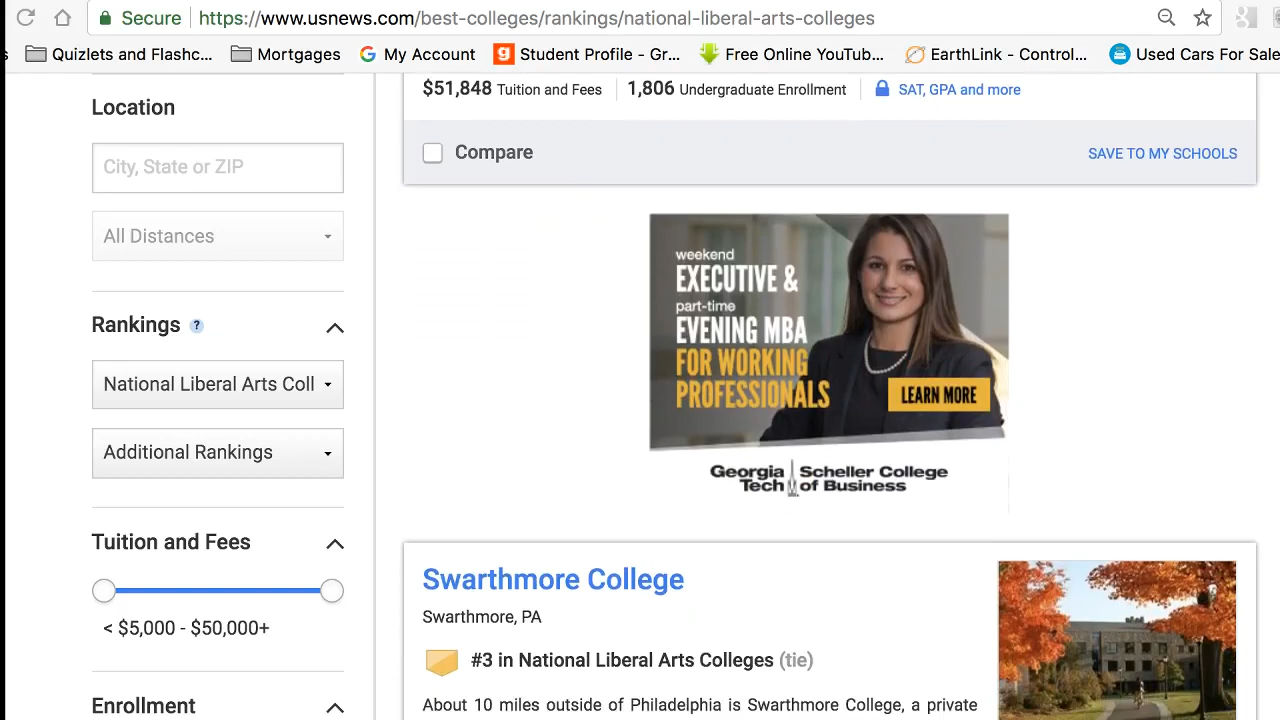 Secure https://www.usnews.com/best-colleges/rankings/national-liberal-arts-colleges
Quizlets and Flashc... Mortgages My Account Student Profile - Gr... Free Online YouTub... EarthLink - Control... Used Cars For Sale
Location
City, State or ZIP
All Distances
Rankings ?
National Liberal Arts Coll
Additional Rankings
Tuition and Fees
< $5,000 - $50,000+
Enrollment
$51,848 Tuition and Fees 1,806 Undergraduate Enrollment SAT, GPA and more
Compare SAVE TO MY SCHOOLS
weekend
EXECUTIVE &
part-time
EVENING MBA
FOR WORKING
PROFESSIONALS
LEARN MORE
Georgia Scheller College
Tech of Business
Swarthmore College
Swarthmore, PA
#3 in National Liberal Arts Colleges (tie)
About 10 miles outside of Philadelphia is Swarthmore College, a private